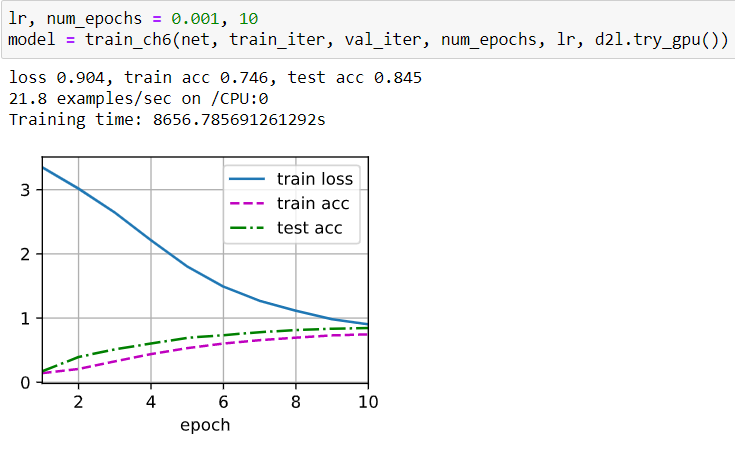 lr, num_epochs = 0.001, 10
model = train_ch6(net, train_iter, val_iter, num_epochs, lr, d2l.try_gpu())
loss 0.904, train acc 0.746, test acc 0.845
21.8 examples/sec on /CPU:0
Training time: 8656.785691261292s
train loss
train acc
test acc
3
2
1
0
2 4 6 8 10
epoch